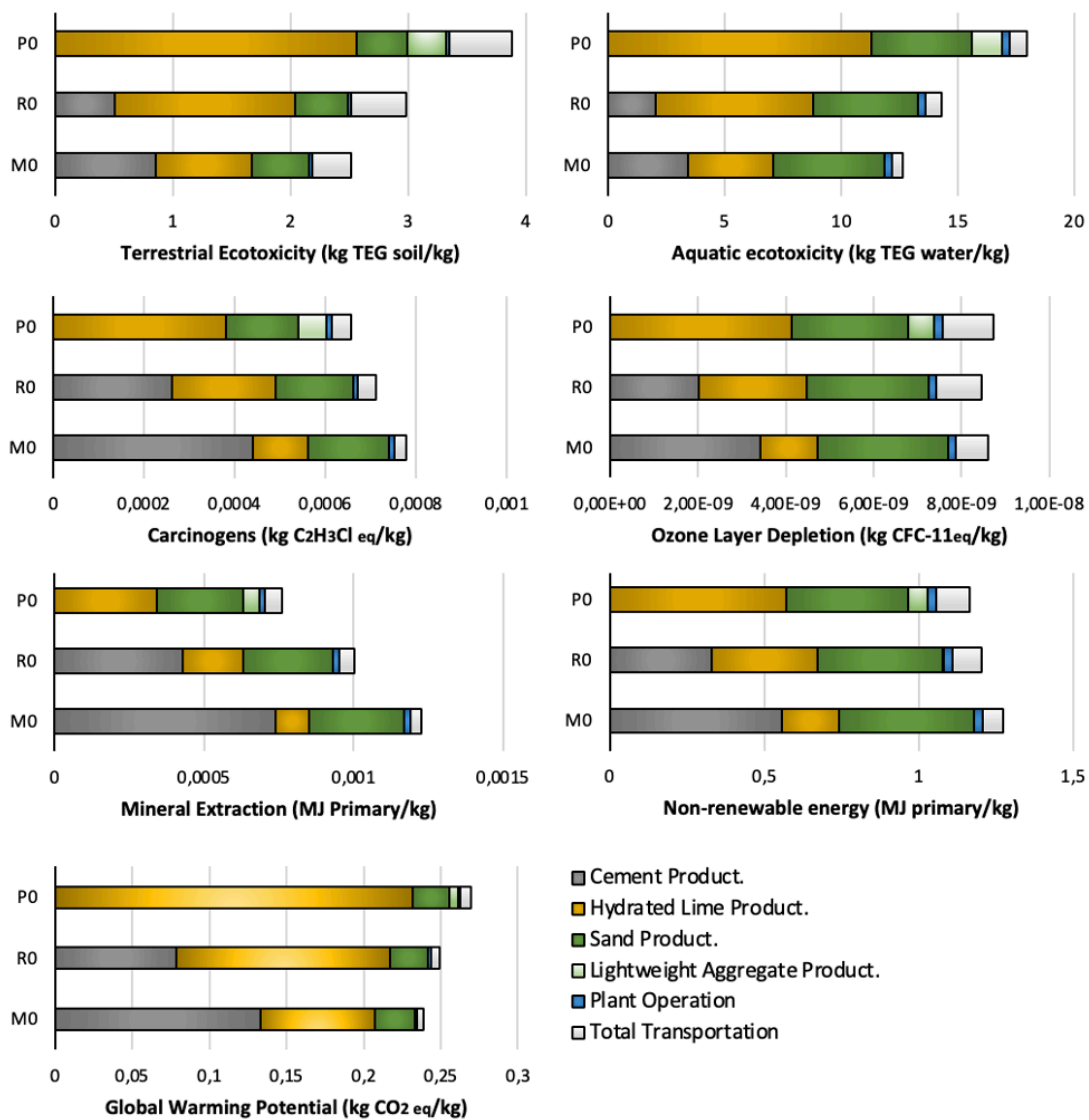 P0
R0
M0
0 1 2 3 4
Terrestrial Ecotoxicity (kg TEG soil/kg)
0 5 10 15 20
Aquatic ecotoxicity (kg TEG water/kg)
P0
R0
M0
0 0,0002 0,0004 0,0006 0,0008 0,001
Carcinogens (kg C2H3Cl eq/kg)
P0
R0
M0
0,00E+00 2,00E-09 4,00E-09 6,00E-09 8,00E-09 1,00E-08
Ozone Layer Depletion (kg CFC-11eq/kg)
P0
R0
M0
0 0,0005 0,001 0,0015
Mineral Extraction (MJ Primary/kg)
P0
R0
M0
0 0,5 1 1,5
Non-renewable energy (MJ primary/kg)
P0
R0
M0
0 0,05 0,1 0,15 0,2 0,25 0,3
Global Warming Potential (kg CO2 eq/kg)
P0
R0
M0
Cement Product.
Hydrated Lime Product.
Sand Product.
Lightweight Aggregate Product.
Plant Operation
Total Transportation